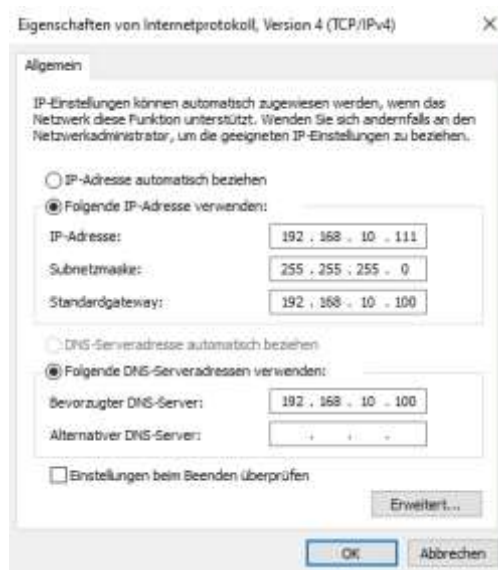 Eigenschaften von Internetprotokoll, Version 4 (TCP/IPv4)
Allgemein
IP-Einstellungen können automatisch zugewiesen werden, wenn das
Netzwerk diese Funktion unterstützt. Wenden Sie sich andernfalls an den
Netzwerkadministrator, um die geeigneten IP-Einstellungen zu beziehen.
IP-Adresse automatisch beziehen
Folgende IP-Adresse verwenden:
IP-Adresse: 192 . 168 . 10 . 111
Subnetzmaske: 255 . 255 . 255 . 0
Standardgateway: 192 . 168 . 10 . 100
DNS-Serveradresse automatisch beziehen
Folgende DNS-Serveradressen verwenden:
Bevorzugter DNS-Server: 192 . 168 . 10 . 100
Alternativer DNS-Server: . . .
Einstellungen beim Beenden überprüfen
Erweitert...
OK Abbrechen